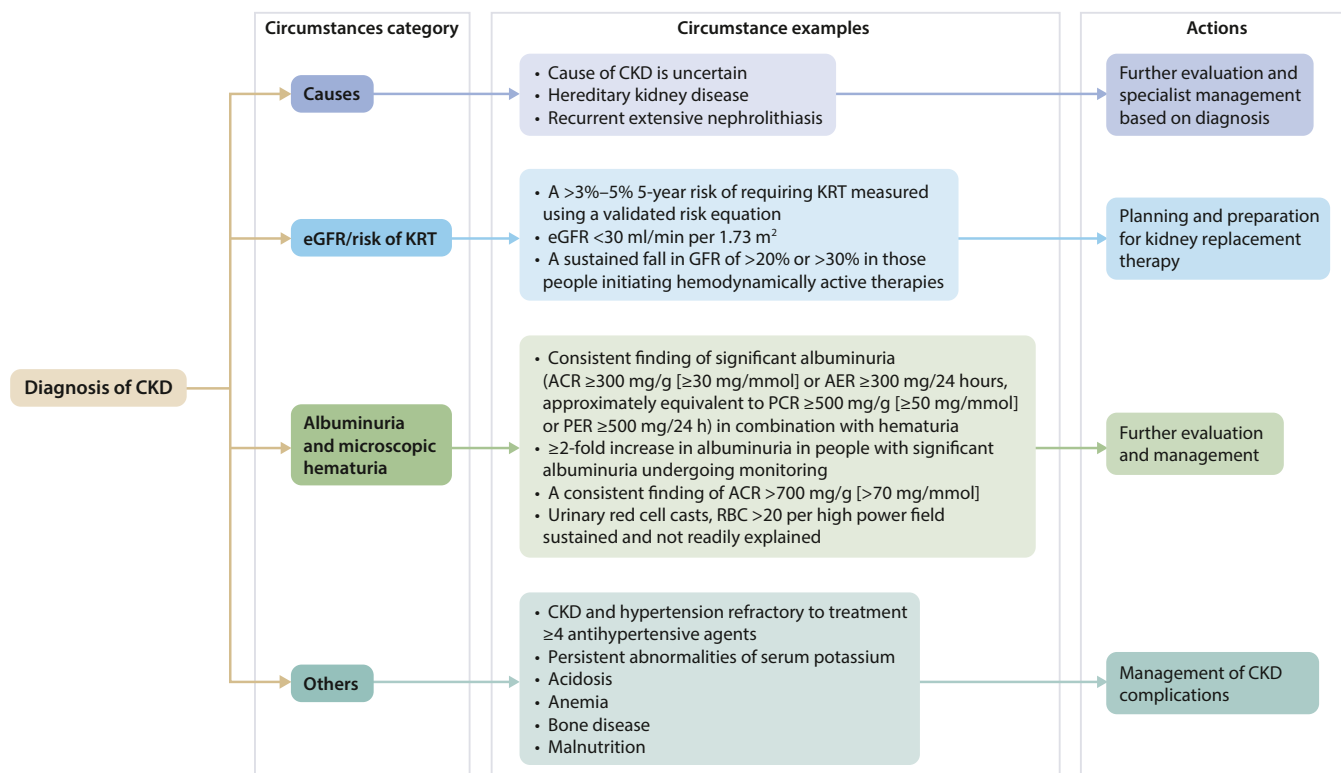 Circumstances category
Circumstance examples
Actions
Diagnosis of CKD
Causes
• Cause of CKD is uncertain
• Hereditary kidney disease
• Recurrent extensive nephrolithiasis
Further evaluation and
specialist management
based on diagnosis
eGFR/risk of KRT
• A >3%–5% 5-year risk of requiring KRT measured
using a validated risk equation
• eGFR <30 ml/min per 1.73 m²
• A sustained fall in GFR of >20% or >30% in those
people initiating hemodynamically active therapies
Planning and preparation
for kidney replacement
therapy
Albuminuria
and microscopic
hematuria
• Consistent finding of significant albuminuria
(ACR ≥300 mg/g [≥30 mg/mmol] or AER ≥300 mg/24 hours,
approximately equivalent to PCR ≥500 mg/g [≥50 mg/mmol]
or PER ≥500 mg/24 h) in combination with hematuria
• ≥2-fold increase in albuminuria in people with significant
albuminuria undergoing monitoring
• A consistent finding of ACR >700 mg/g [>70 mg/mmol]
• Urinary red cell casts, RBC >20 per high power field
sustained and not readily explained
Further evaluation
and management
Others
• CKD and hypertension refractory to treatment
≥4 antihypertensive agents
• Persistent abnormalities of serum potassium
• Acidosis
• Anemia
• Bone disease
• Malnutrition
Management of CKD
complications